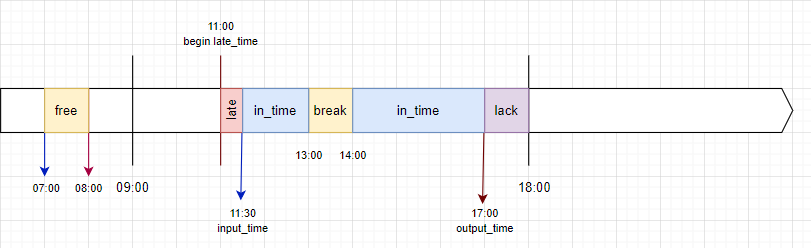 11:00
begin late_time
free
late
in_time
break
in_time
lack
13:00
14:00
07:00
08:00
09:00
18:00
11:30
input_time
17:00
output_time